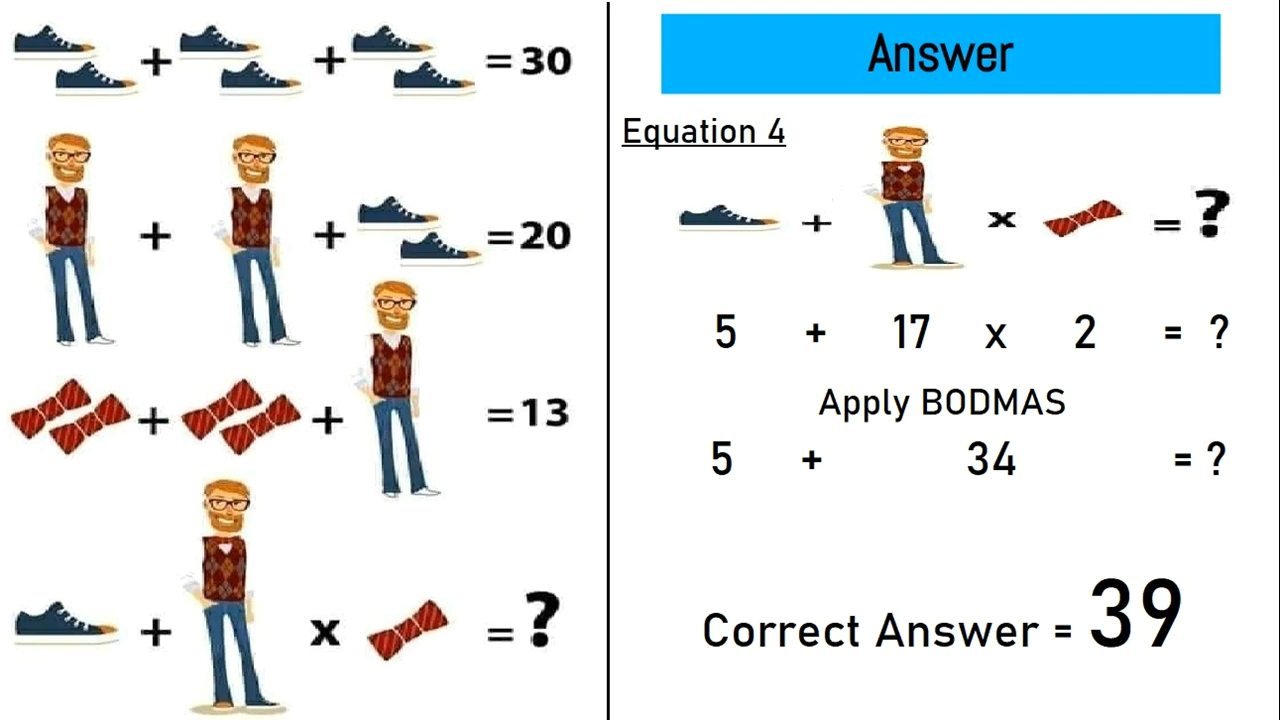 + + = 30
+ + = 20
+ + = 13
+ x = ?
Answer
Equation 4
+ x = ?
5 + 17 x 2 = ?
Apply BODMAS
5 + 34 = ?
Correct Answer = 39